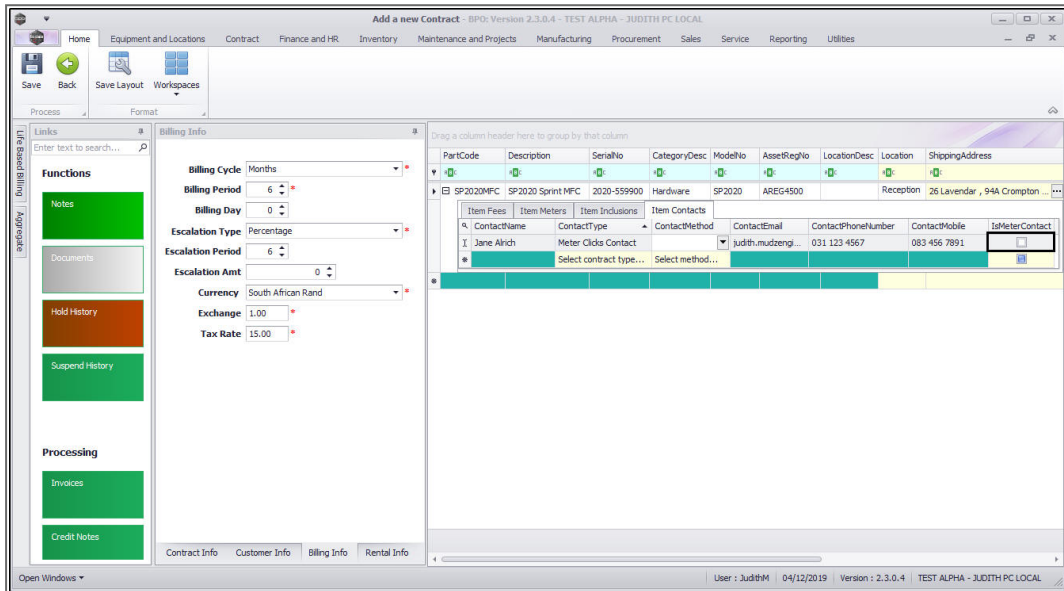 Add a new Contract - BPO: Version 2.3.0.4 - TEST ALPHA - JUDITH PC LOCAL
Home Equipment and Locations Contract Finance and HR Inventory Maintenance and Projects Manufacturing Procurement Sales Service Reporting Utilities
Save Back Save Layout Workspaces
Process Format
Life Based Billing
Aggregate
Links
Enter text to search...
Functions
Notes
Documents
Hold History
Suspend History
Processing
Invoices
Credit Notes
Billing Info
Billing Cycle Months *
Billing Period 6 *
Billing Day 0
Escalation Type Percentage *
Escalation Period 6
Escalation Amt 0
Currency South African Rand *
Exchange 1.00 *
Tax Rate 15.00 *
Contract Info Customer Info Billing Info Rental Info
Drag a column header here to group by that column
PartCode Description SerialNo CategoryDesc ModelNo AssetRegNo LocationDesc Location ShippingAddress
SP2020MFC SP2020 Sprint MFC 2020-559900 Hardware SP2020 AREG4500 Reception 26 Lavendar , 94A Crompton ... ...
Item Fees Item Meters Item Inclusions Item Contacts
ContactName ContactType ContactMethod ContactEmail ContactPhoneNumber ContactMobile IsMeterContact
Jane Alrich Meter Clicks Contact judith.mudzengi... 031 123 4567 083 456 7891
Select contract type... Select method...
Open Windows User : JudithM 04/12/2019 Version : 2.3.0.4 TEST ALPHA - JUDITH PC LOCAL